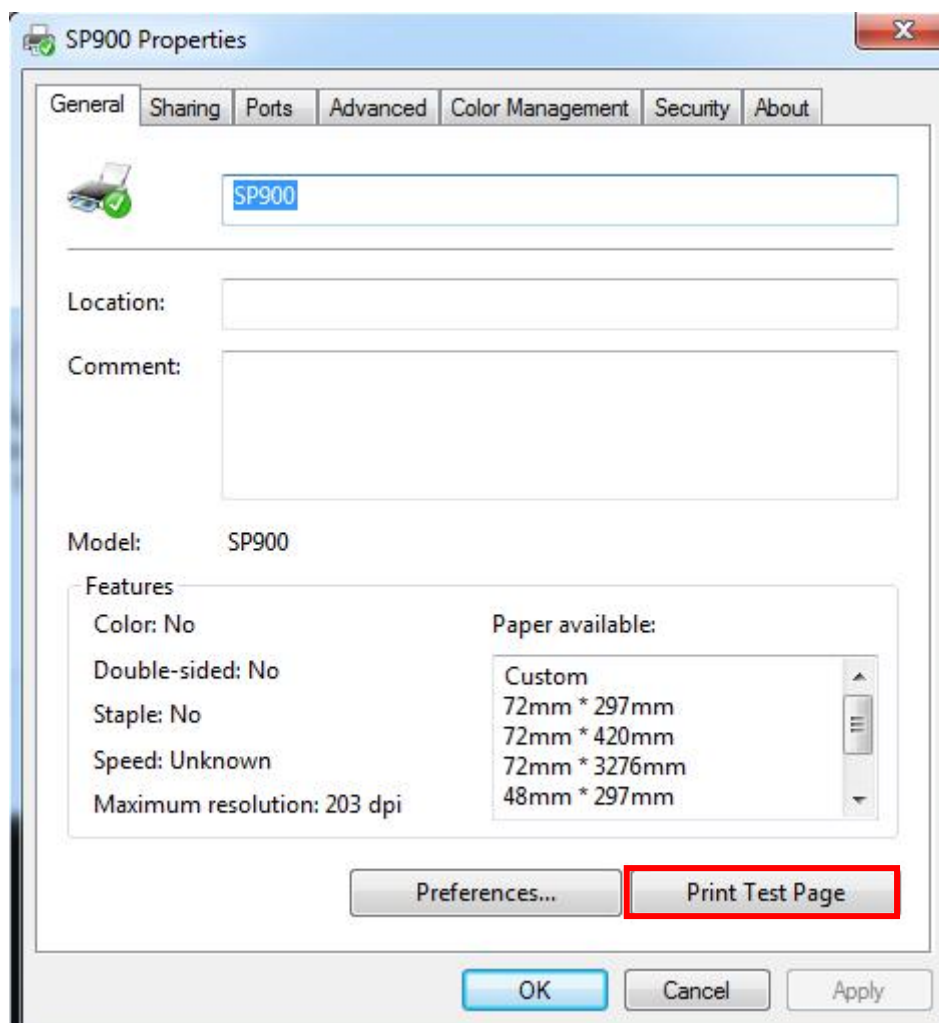 SP900 Properties
x
General Sharing Ports Advanced Color Management Security About
SP900
Location:
Comment:
Model: SP900
Features
Color: No
Double-sided: No
Staple: No
Speed: Unknown
Maximum resolution: 203 dpi
Paper available:
Custom
72mm * 297mm
72mm * 420mm
72mm * 3276mm
48mm * 297mm
Preferences... Print Test Page
OK Cancel Apply